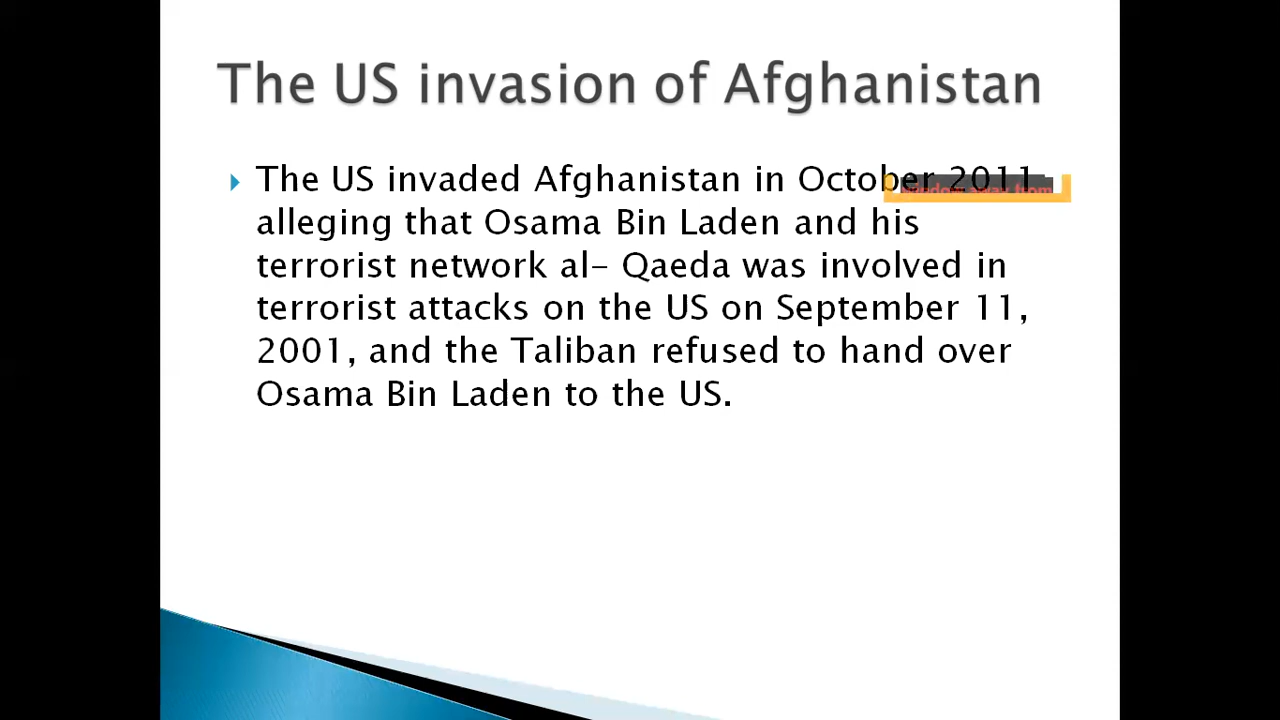 The US invasion of Afghanistan
The US invaded Afghanistan in October 2011
alleging that Osama Bin Laden and his
terrorist network al- Qaeda was involved in
terrorist attacks on the US on September 11,
2001, and the Taliban refused to hand over
Osama Bin Laden to the US.